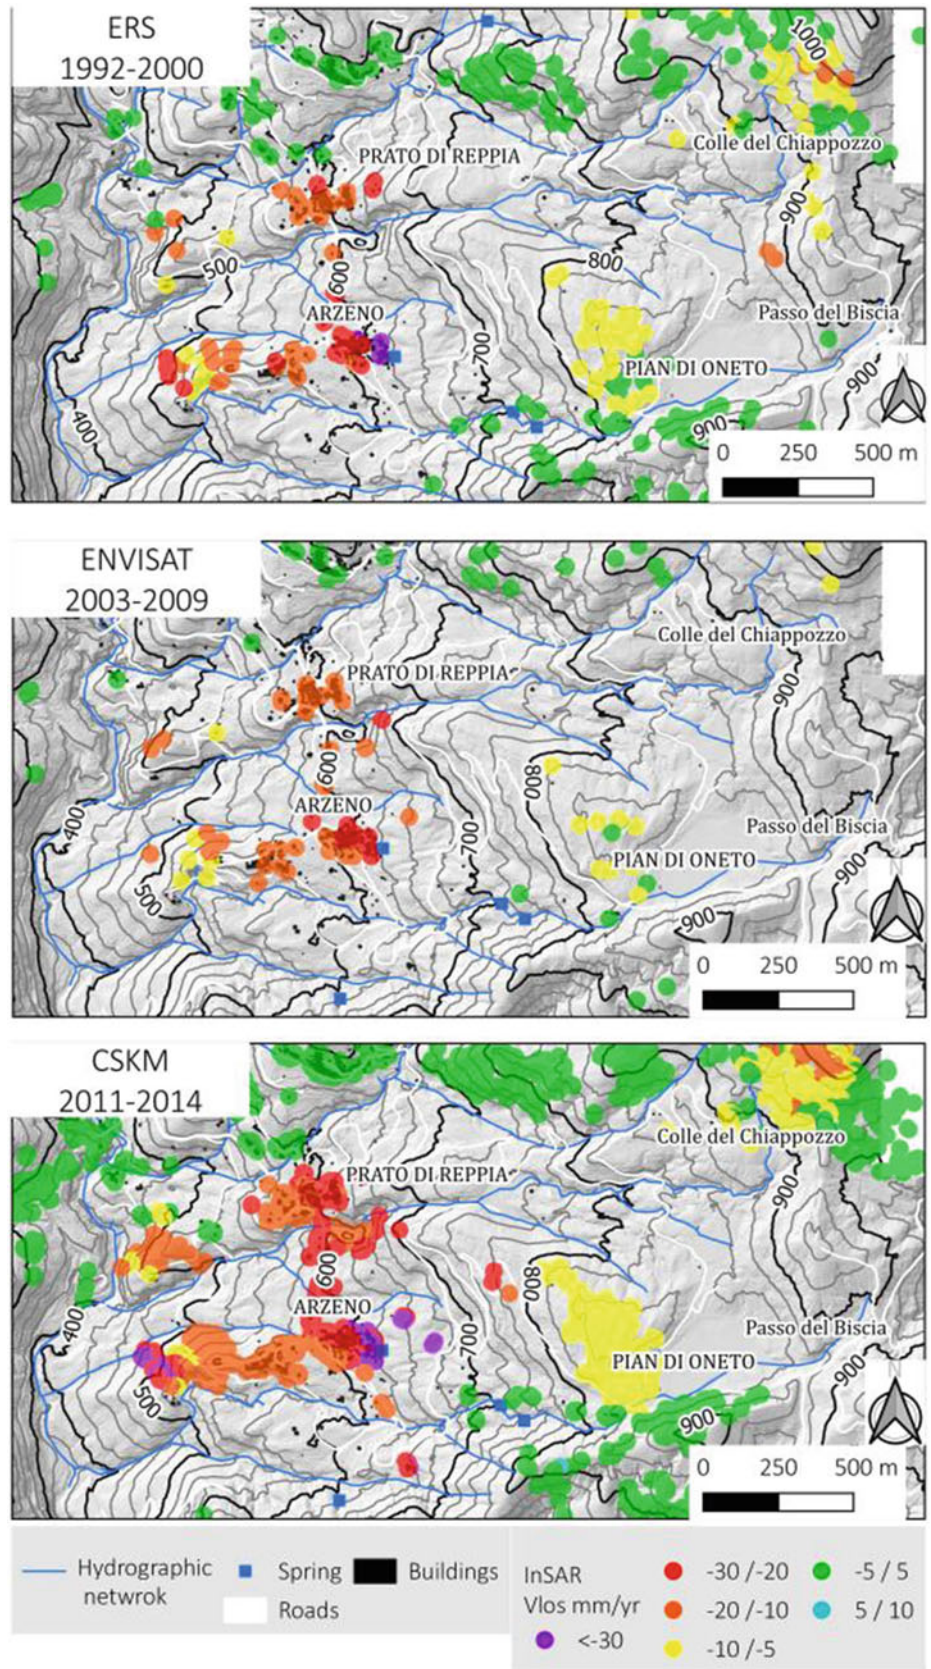 ERS
1992-2000
1000
PRATO DI REPPIA
Colle del Chiappozzo
900
500
800
600
ARZENO
Passo del Biscia
N
700
PIAN DI ONETO
900
400
900
0 250 500 m
ENVISAT
2003-2009
Colle del Chiappozzo
PRATO DI REPPIA
900
600
800
ARZENO
400
Passo del Biscia
700
PIAN DI ONETO
900
500
900
0 250 500 m
CSKM
2011-2014
Colle del Chiappozzo
PRATO DI REPPIA
900
600
800
ARZENO
400
Passo del Biscia
700
PIAN DI ONETO
900
500
900
0 250 500 m
Hydrographic
netwrok
Spring
Buildings
Roads
InSAR
Vlos mm/yr
<-30
-30 /-20
-20 /-10
-10 /-5
-5 / 5
5 / 10